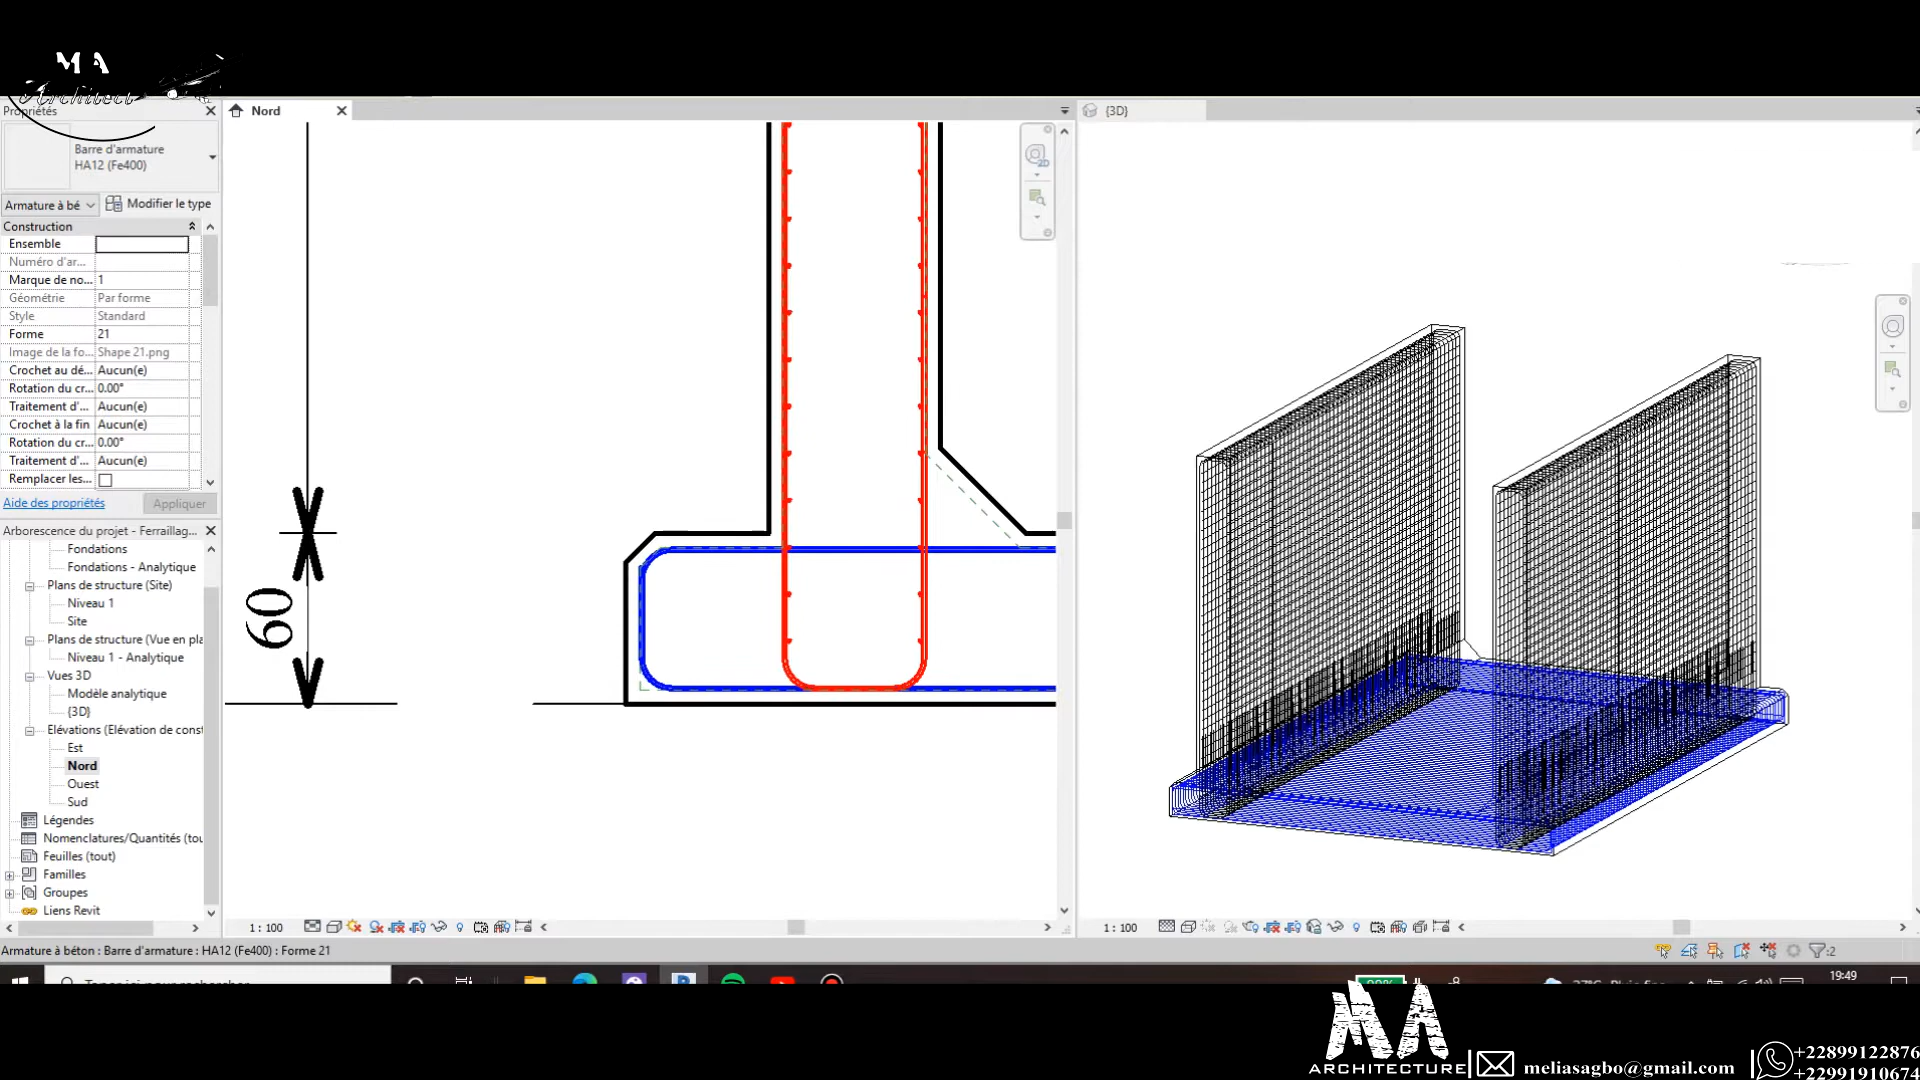 MA
Architect
Propriétés
Nord
{3D}
Barre d'armature
HA12 (Fe400)
Armature à bé
Modifier le type
Construction
Ensemble
Numéro d'ar...
Marque de no... 1
Géométrie Par forme
Style Standard
Forme 21
Image de la fo... Shape 21.png
Crochet au dé... Aucun(e)
Rotation du cr... 0.00°
Traitement d'... Aucun(e)
Crochet à la fin Aucun(e)
Rotation du cr... 0.00°
Traitement d'... Aucun(e)
Remplacer les...
Aide des propriétés
Appliquer
Arborescence du projet - Ferraillag...
Fondations
Fondations - Analytique
Plans de structure (Site)
Niveau 1
Site
Plans de structure (Vue en pla
Niveau 1 - Analytique
Vues 3D
Modèle analytique
{3D}
Elévations (Elévation de const
Est
Nord
Ouest
Sud
Légendes
Nomenclatures/Quantités (tou
Feuilles (tout)
Familles
Groupes
Liens Revit
60
2D
1 : 100
1 : 100
Armature à béton : Barre d'armature : HA12 (Fe400) : Forme 21
:2
19:49
MA
ARCHITECTURE
meliasagbo@gmail.com
+22899122876
+22991910674